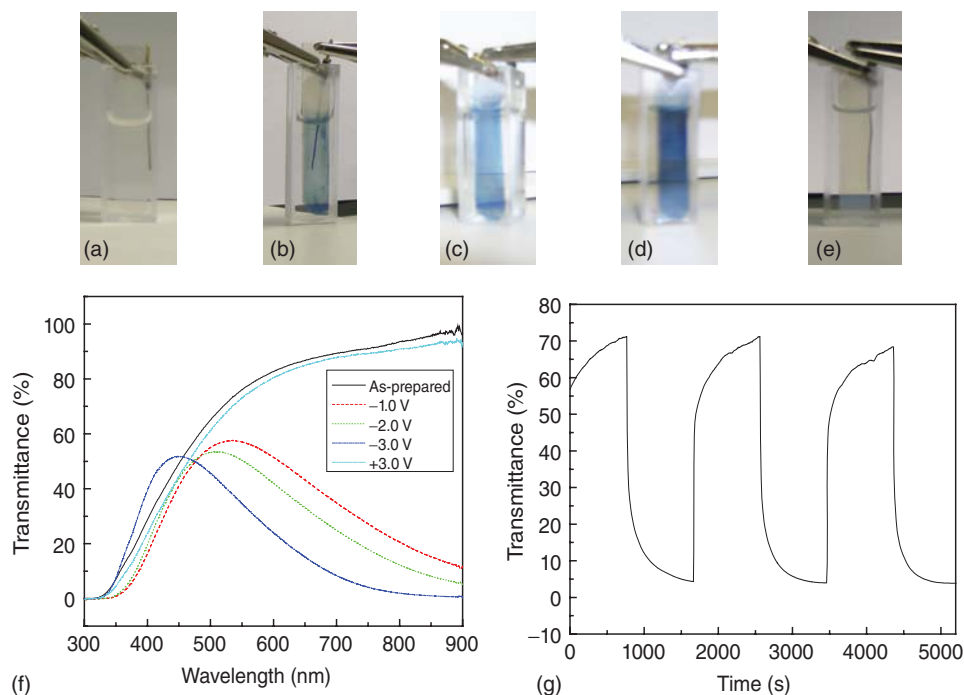 (a)
(b)
(c)
(d)
(e)
Transmittance (%)
100
80
60
40
20
0
As-prepared
−1.0 V
−2.0 V
−3.0 V
+3.0 V
300 400 500 600 700 800 900
Wavelength (nm)
(f)
Transmittance (%)
80
70
60
50
40
30
20
10
0
−10
0 1000 2000 3000 4000 5000
Time (s)
(g)